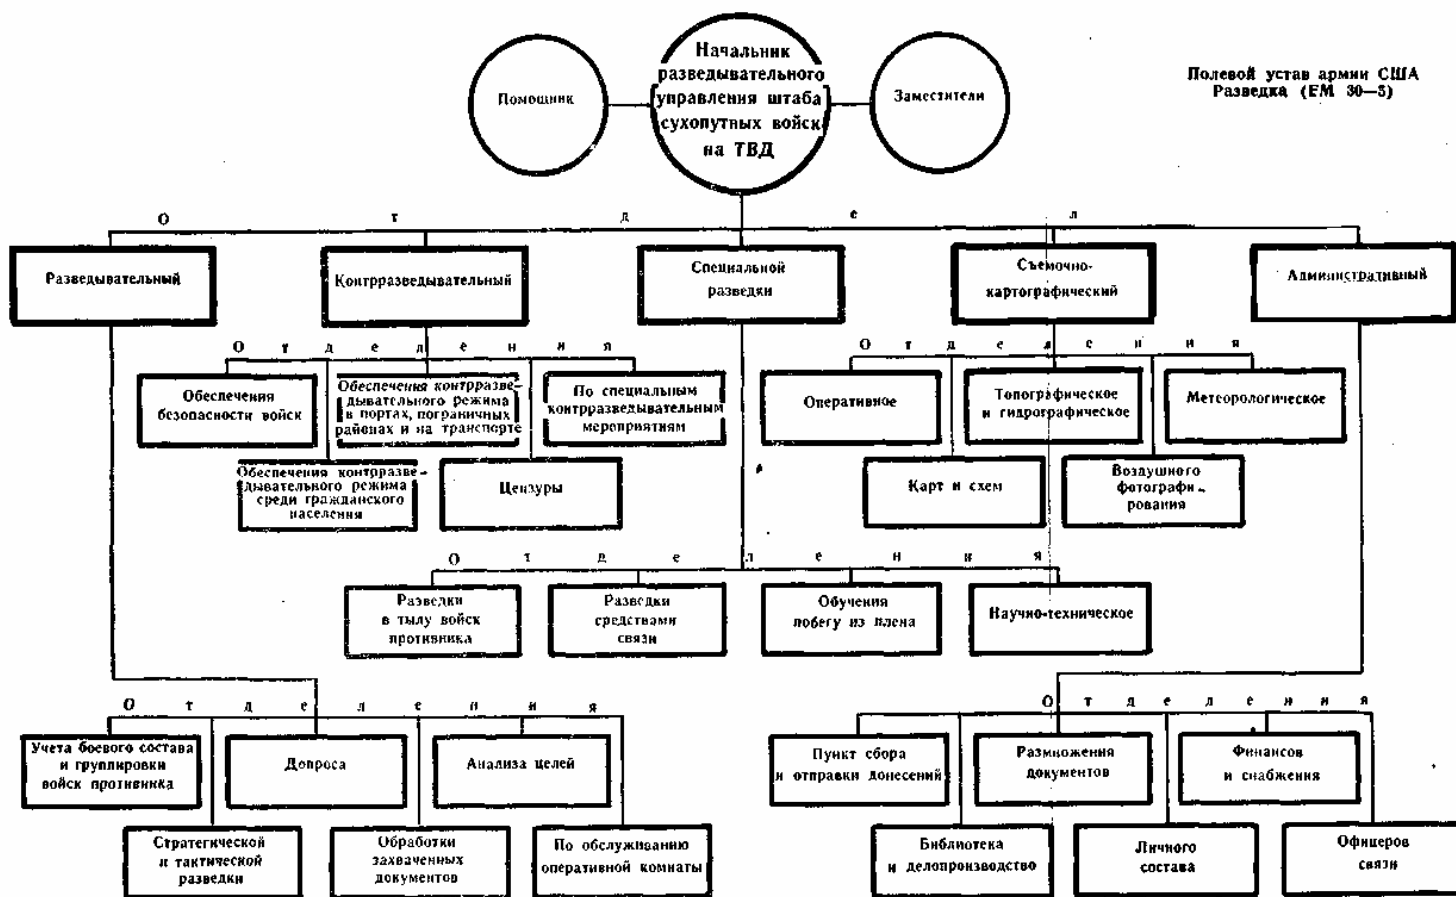 Полевой устав армии США
Разведка (ЕМ 30—5)
Помощник
Начальник
разведывательного
управления штаба
сухопутных войск
на ТВД
Заместители
О т д е л
Разведывательный
Контрразведывательный
Специальной
разведки
Съемочно-
картографический
Административный
О т д е л е н и я
Обеспечения
безопасности войск
Обеспечения контрразве-
дывательного режима
в портах, пограничных
районах и на транспорте
По специальным
контрразведывательным
мероприятиям
Обеспечения конторазве-
дывательного режима
среди гражданского
населения
Цензуры
О т д е л е н и я
Оперативное
Топографическое
и гидрографическое
Метеорологическое
Карт и схем
Воздушного
фотографи-
рования
О т д е л е н и я
Разведки
в тылу войск
противника
Разведки
средствами
связи
Обучения
побегу из плена
Научно-техническое
О т д е л е н и я
Учета боевого состава
и группировки
войск противника
Допроса
Анализа целей
Стратегической
и тактической
разведки
Обработки
захваченных
документов
По обслуживанию
оперативной комнаты
О т д е л е н и я
Пункт сбора
и отправки донесений
Размножения
документов
Финансов
и снабжения
Библиотека
и делопроизводство
Личного
состава
Офицеров
связи